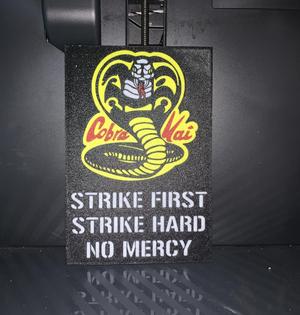 Cobra Kai
STRIKE FIRST
STRIKE HARD
NO MERCY